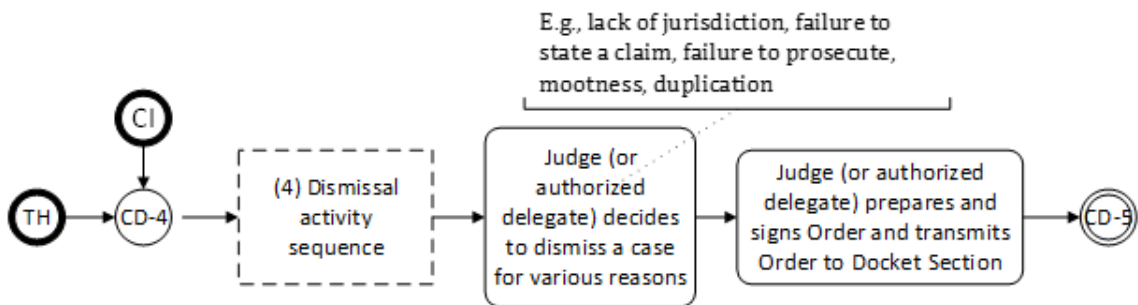 E.g., lack of jurisdiction, failure to
state a claim, failure to prosecute,
mootness, duplication
CI
TH
CD-4
(4) Dismissal
activity
sequence
Judge (or
authorized
delegate) decides
to dismiss a case
for various reasons
Judge (or authorized
delegate) prepares and
signs Order and transmits
Order to Docket Section
CD-5